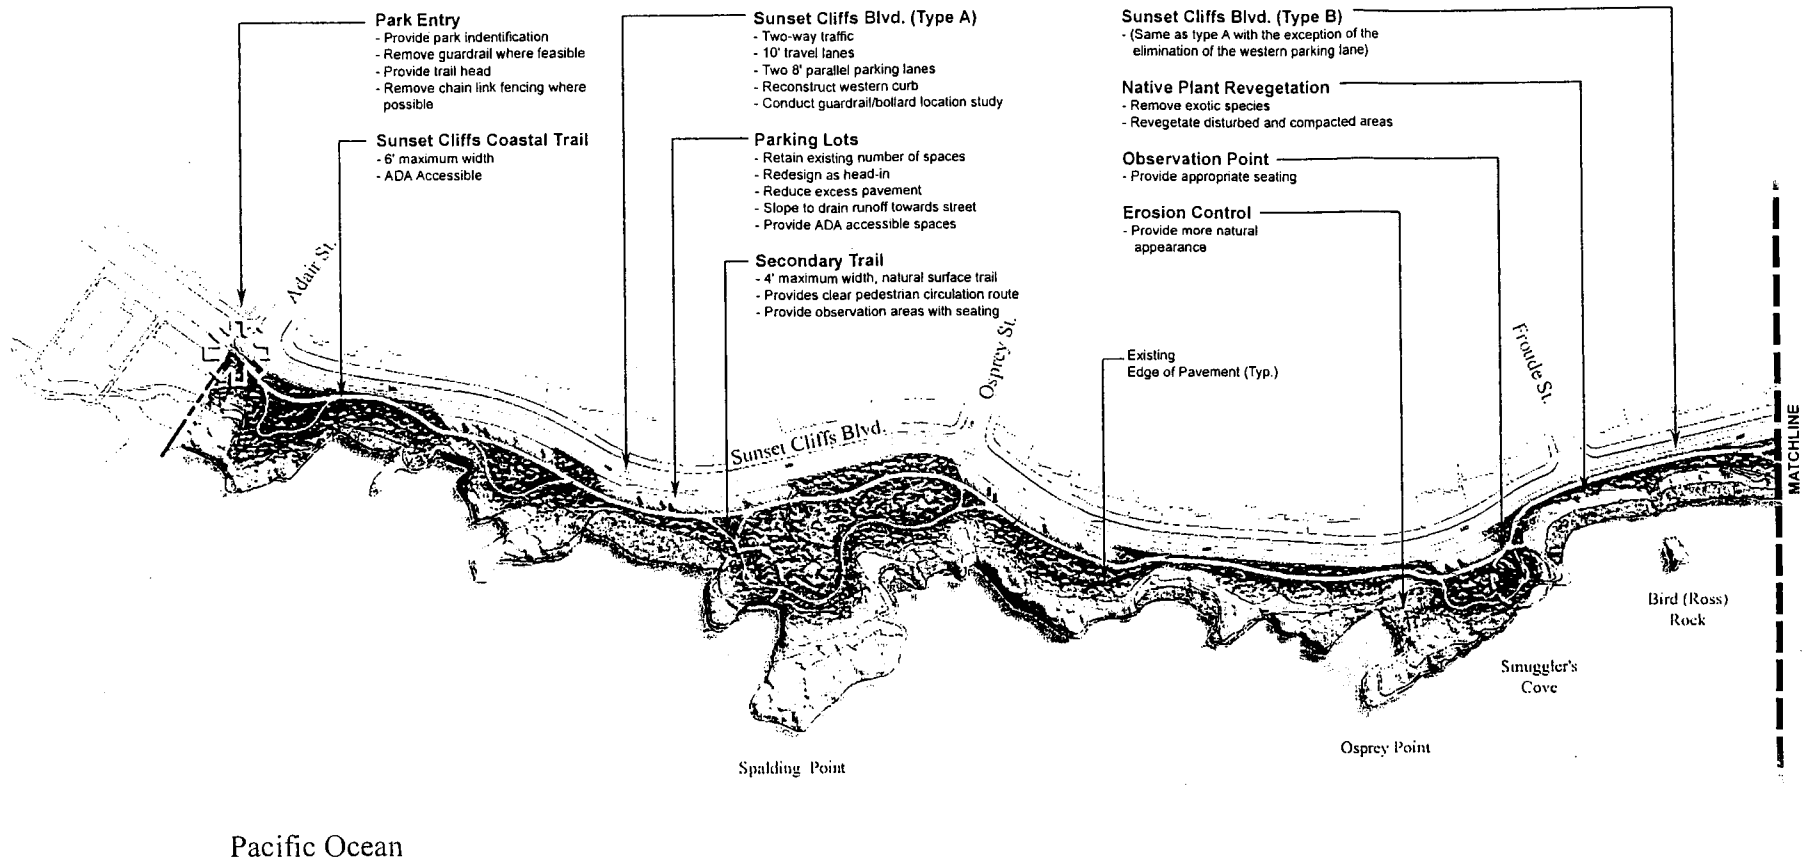 Park Entry
- Provide park indentification
- Remove guardrail where feasible
- Provide trail head
- Remove chain link fencing where
possible
Sunset Cliffs Coastal Trail
- 6' maximum width
- ADA Accessible
Sunset Cliffs Blvd. (Type A)
- Two-way traffic
- 10' travel lanes
- Two 8' parallel parking lanes
- Reconstruct western curb
- Conduct guardrail/bollard location study
Parking Lots
- Retain existing number of spaces
- Redesign as head-in
- Reduce excess pavement
- Slope to drain runoff towards street
- Provide ADA accessible spaces
Secondary Trail
- 4' maximum width, natural surface trail
- Provides clear pedestrian circulation route
- Provide observation areas with seating
Sunset Cliffs Blvd. (Type B)
- (Same as type A with the exception of the
elimination of the western parking lane)
Native Plant Revegetation
- Remove exotic species
- Revegetate disturbed and compacted areas
Observation Point
- Provide appropriate seating
Erosion Control
- Provide more natural
appearance
Existing
Edge of Pavement (Typ.)
Adair St.
Sunset Cliffs Blvd.
Osprey St.
Froude St.
MATCHLINE
Bird (Ross)
Rock
Smuggler's
Cove
Osprey Point
Spalding Point
Pacific Ocean